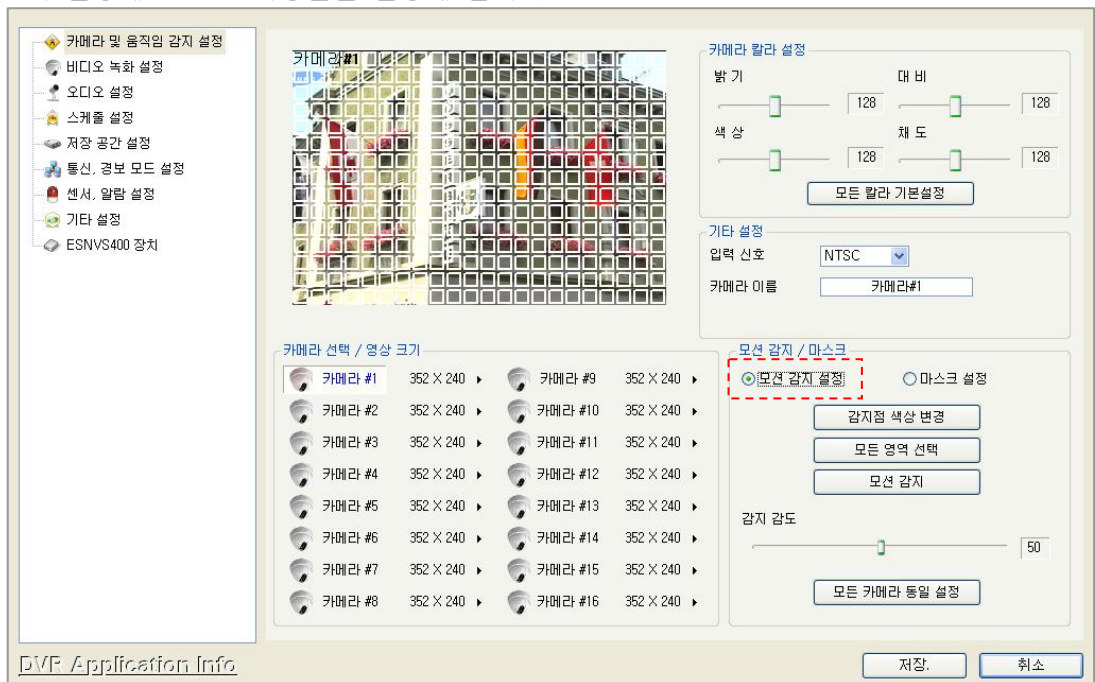 카메라 및 움직임 감지 설정
비디오 녹화 설정
오디오 설정
스케줄 설정
저장 공간 설정
통신, 경보 모드 설정
센서, 알람 설정
기타 설정
ESNVS400 장치
카메라#1
카메라 칼라 설정
밝 기
대 비
128
128
색 상
채 도
128
128
모든 칼라 기본설정
기타 설정
입력 신호
NTSC
카메라 이름
카메라#1
카메라 선택 / 영상 크기
카메라 #1 352 X 240
카메라 #9 352 X 240
카메라 #2 352 X 240
카메라 #10 352 X 240
카메라 #3 352 X 240
카메라 #11 352 X 240
카메라 #4 352 X 240
카메라 #12 352 X 240
카메라 #5 352 X 240
카메라 #13 352 X 240
카메라 #6 352 X 240
카메라 #14 352 X 240
카메라 #7 352 X 240
카메라 #15 352 X 240
카메라 #8 352 X 240
카메라 #16 352 X 240
모션 감지 / 마스크
모션 감지 설정
마스크 설정
감지점 색상 변경
모든 영역 선택
모션 감지
감지 감도
50
모든 카메라 동일 설정
DVR Application Info
저장.
취소